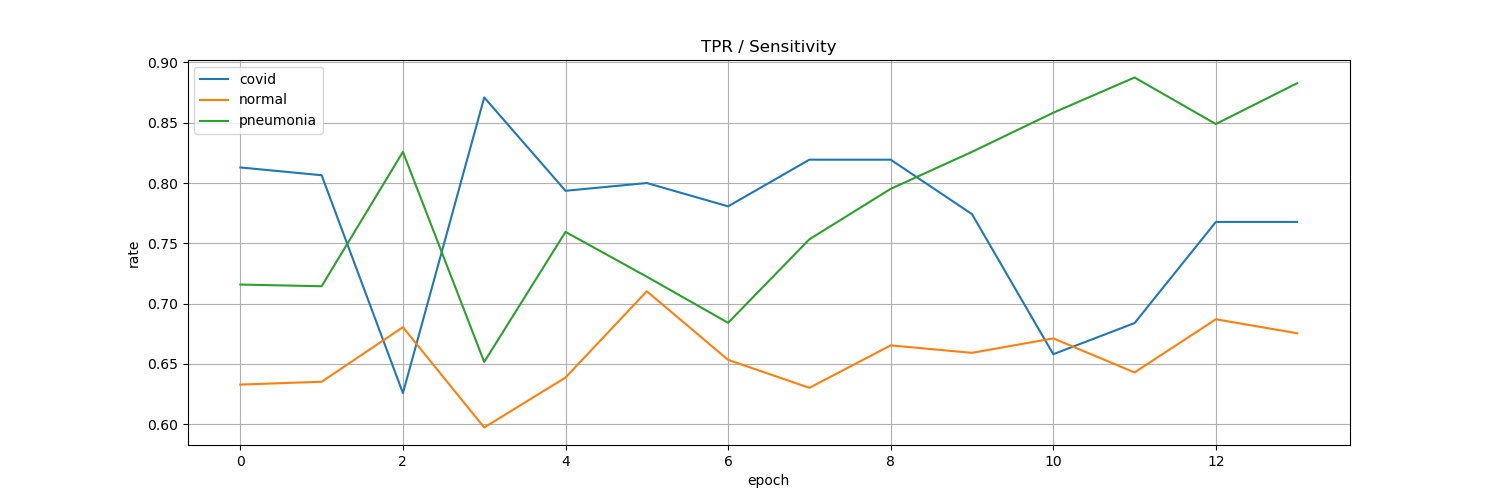 TPR / Sensitivity
0.90
0.85
0.80
0.75
0.70
0.65
0.60
rate
covid
normal
pneumonia
0 2 4 6 8 10 12
epoch